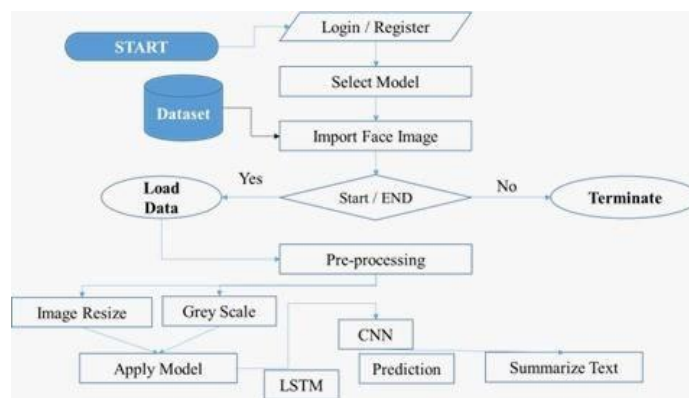 Login / Register
START
Select Model
Dataset
Import Face Image
Yes
Load
Data
Start / END
No
Terminate
Pre-processing
Image Resize
Grey Scale
CNN
Apply Model
LSTM
Prediction
Summarize Text